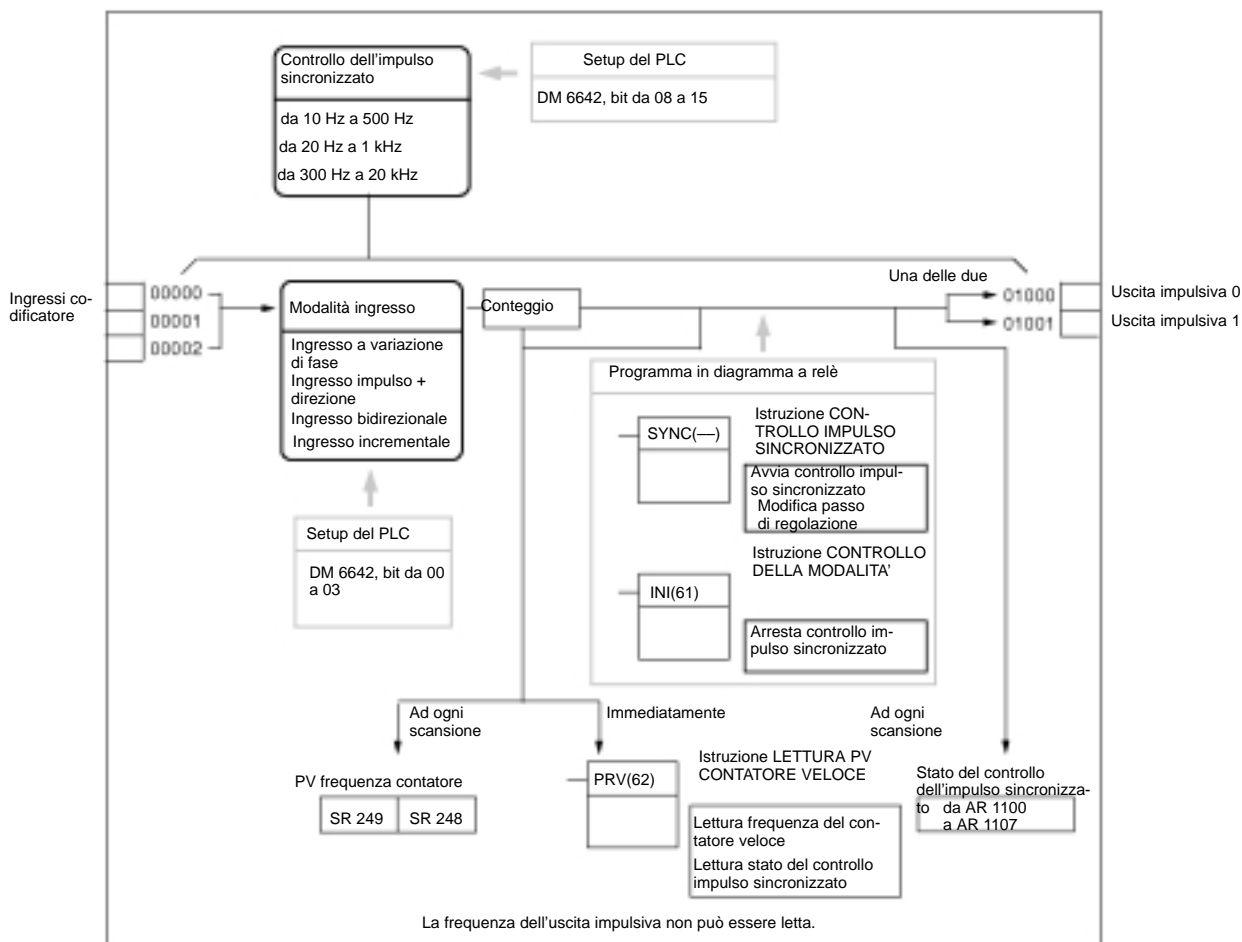 Controllo dell'impulso
sincronizzato
da 10 Hz a 500 Hz
da 20 Hz a 1 kHz
da 300 Hz a 20 kHz
Setup del PLC
DM 6642, bit da 08 a 15
Ingressi co-
dificatore
00000
00001
00002
Modalità ingresso
Ingresso a variazione
di fase
Ingresso impulso +
direzione
Ingresso bidirezionale
Ingresso incrementale
Conteggio
Una delle due
01000
01001
Uscita impulsiva 0
Uscita impulsiva 1
Setup del PLC
DM 6642, bit da 00
a 03
Programma in diagramma a relè
SYNC(––)
Istruzione CON-
TROLLO IMPULSO
SINCRONIZZATO
Avvia controllo impul-
so sincronizzato
Modifica passo
di regolazione
Istruzione CONTROLLO
DELLA MODALITA'
INI(61)
Arresta controllo im-
pulso sincronizzato
Ad ogni
scansione
Immediatamente
Ad ogni
scansione
PV frequenza contatore
SR 249
SR 248
PRV(62)
Istruzione LETTURA PV
CONTATORE VELOCE
Lettura frequenza del con-
tatore veloce
Lettura stato del controllo
impulso sincronizzato
Stato del controllo
dell'impulso sincronizza-
to da AR 1100
a AR 1107
La frequenza dell'uscita impulsiva non può essere letta.